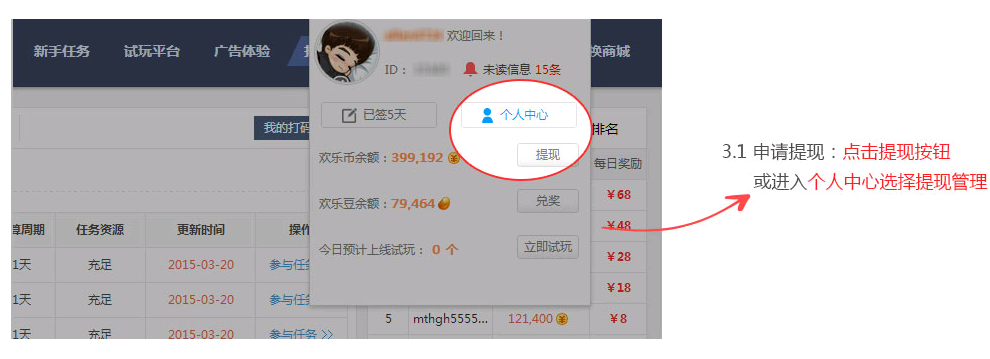 新手任务 试玩平台 广告体验
换商城
欢迎回来！
ID：
未读信息 15条
已签5天
个人中心
我的打码
排名
欢乐币余额：399,192
提现
每日奖励
欢乐豆余额：79,464
兑奖
今日预计上线试玩： 0 个
立即试玩
算周期 任务资源 更新时间 操作
1天 充足 2015-03-20 参与任务
1天 充足 2015-03-20 参与任务
1天 充足 2015-03-20 参与任务 >>
￥68
￥48
￥28
￥18
5 mthgh5555... 121,400 ￥8
3.1 申请提现：点击提现按钮
或进入个人中心选择提现管理